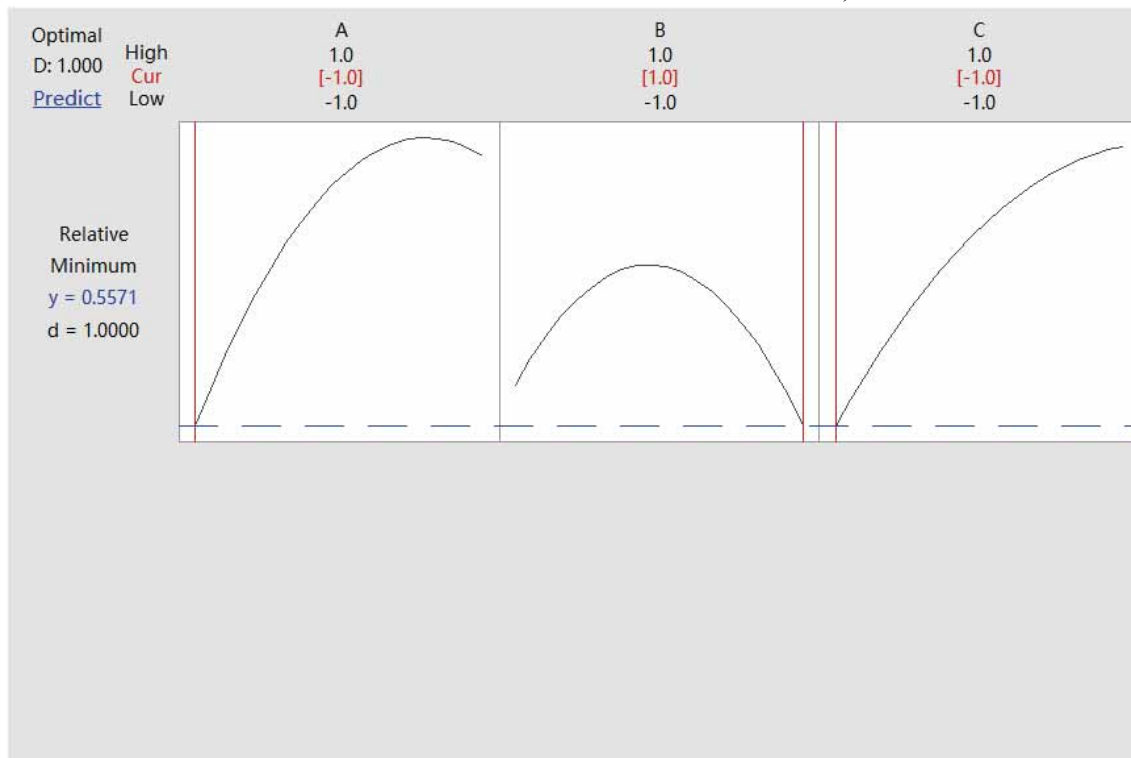 Optimal
D: 1.000
Predict
High
Cur
Low
A
1.0
[-1.0]
-1.0
B
1.0
[1.0]
-1.0
C
1.0
[-1.0]
-1.0
Relative
Minimum
y = 0.5571
d = 1.0000